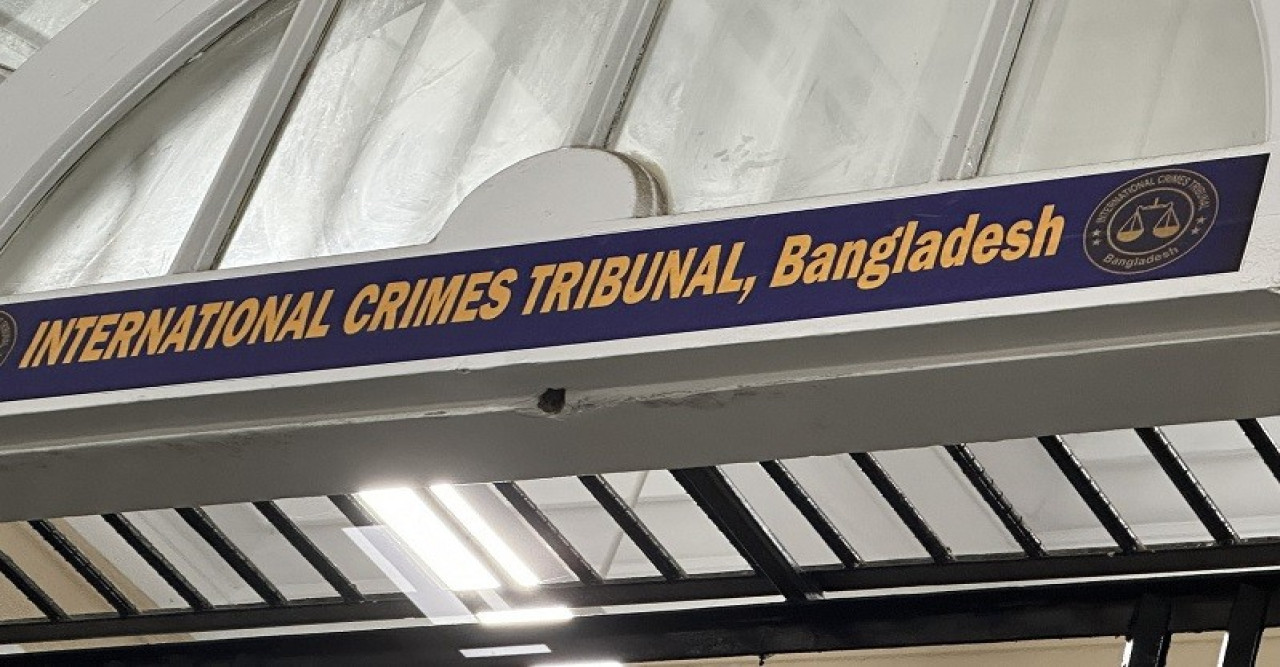 INTERNATIONAL CRIMES TRIBUNAL, Bangladesh
INTERNATIONAL CRIMES TRIBUNAL
Bangladesh